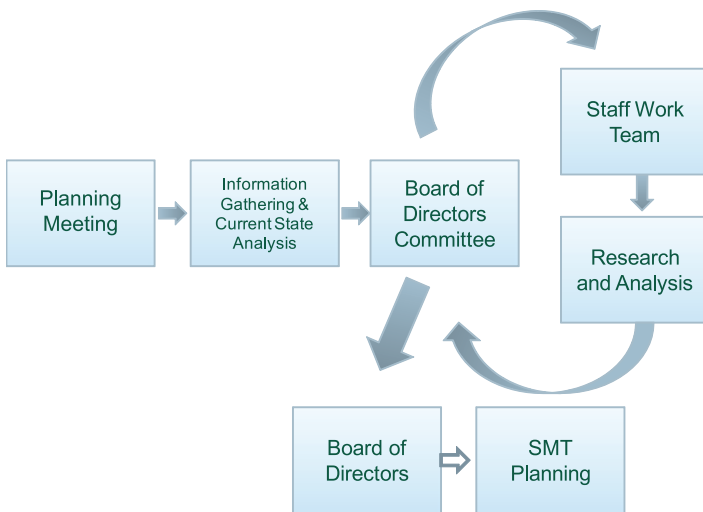 Planning
Meeting
Information
Gathering &
Current State
Analysis
Board of
Directors
Committee
Staff Work
Team
Research
and Analysis
Board of
Directors
SMT
Planning